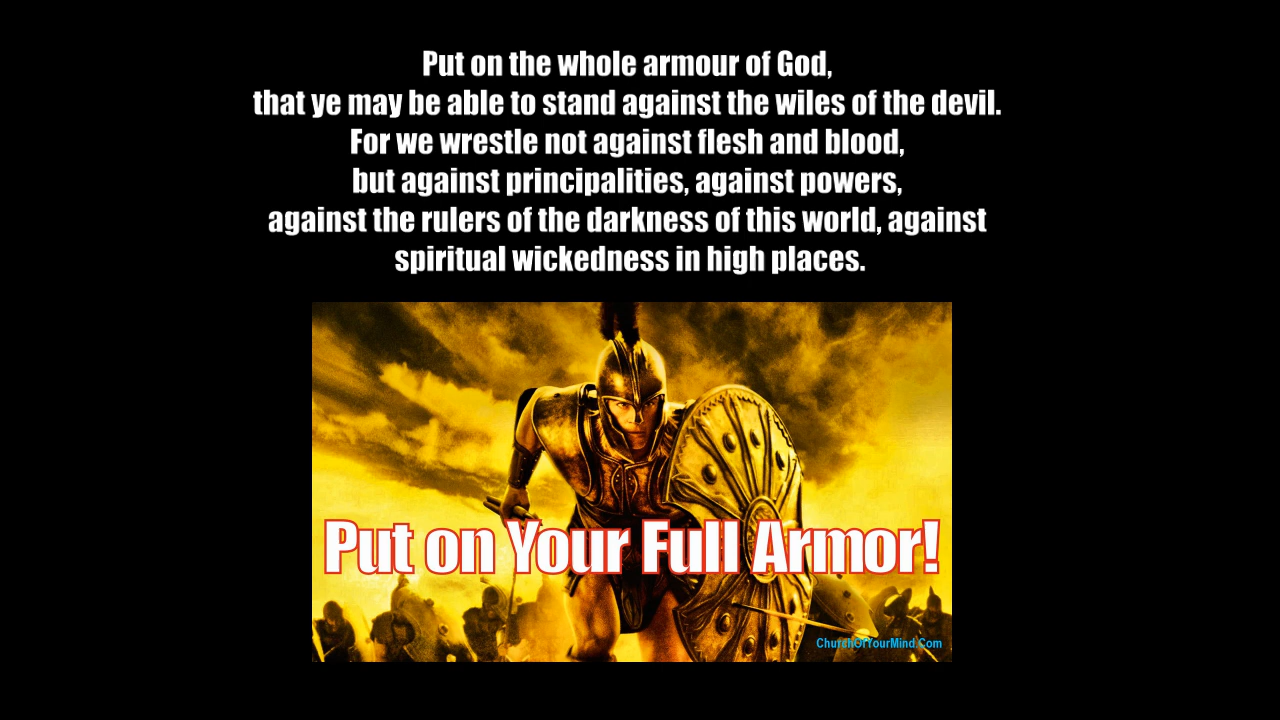 Put on the whole armour of God,
that ye may be able to stand against the wiles of the devil.
For we wrestle not against flesh and blood,
but against principalities, against powers,
against the rulers of the darkness of this world, against
spiritual wickedness in high places.
Put on Your Full Armor!
ChurchOfYourMind.Com